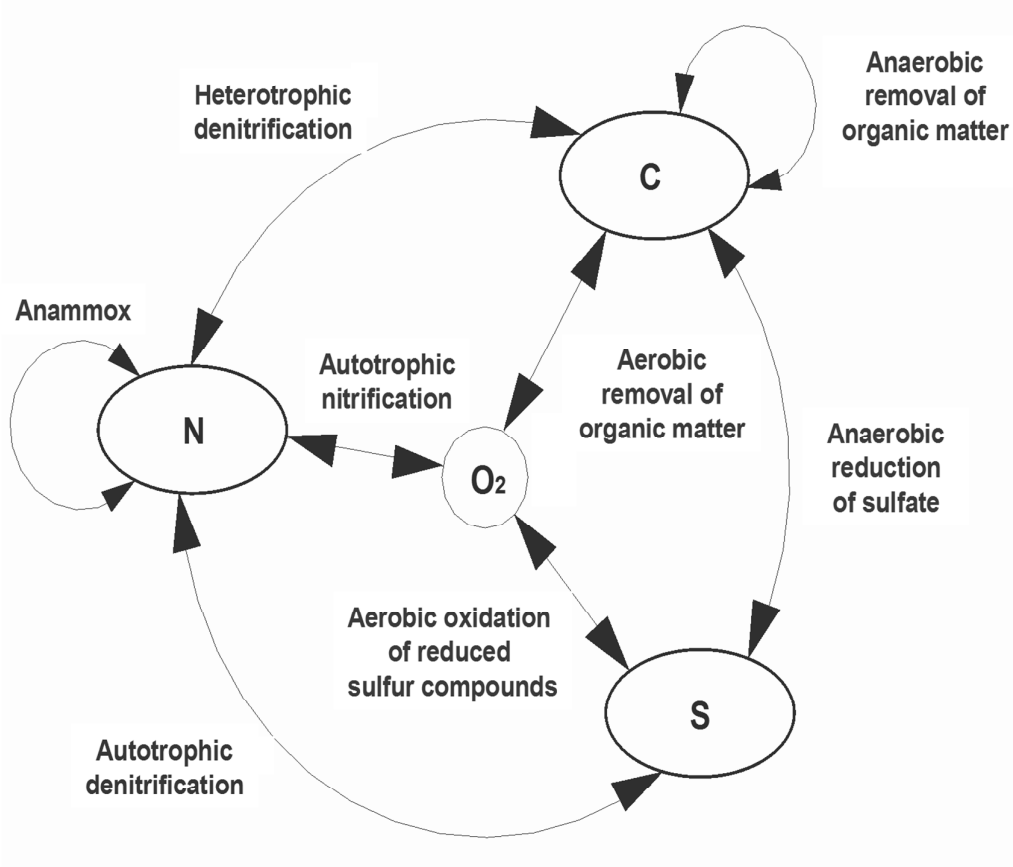 Heterotrophic
denitrification
Anaerobic
removal of
organic matter
C
Anammox
N
Autotrophic
nitrification
O₂
Aerobic
removal of
organic matter
Anaerobic
reduction
of sulfate
Aerobic oxidation
of reduced
sulfur compounds
S
Autotrophic
denitrification